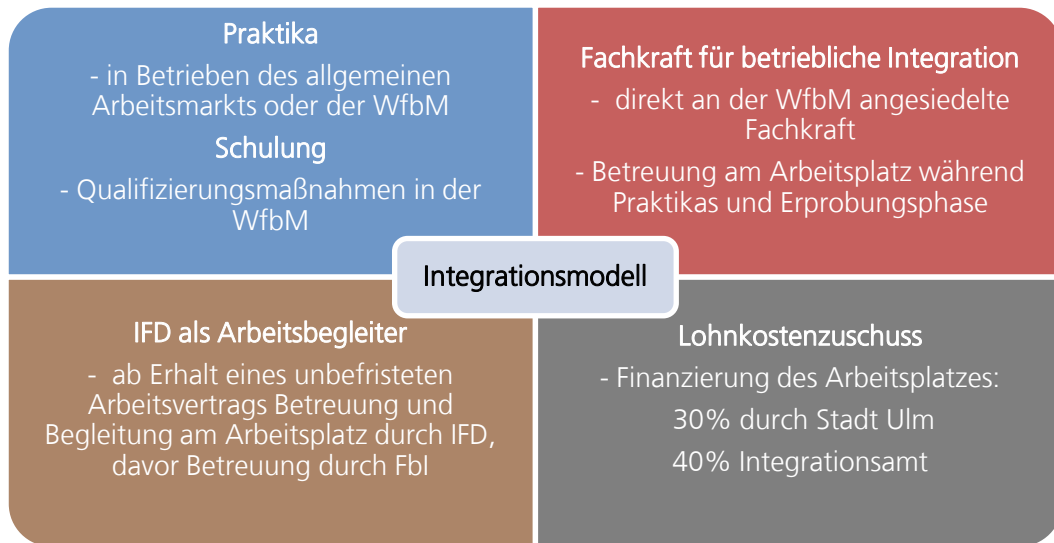 Praktika
- in Betrieben des allgemeinen
Arbeitsmarkts oder der WfbM
Schulung
- Qualifizierungsmaßnahmen in der
WfbM
Fachkraft für betriebliche Integration
- direkt an der WfbM angesiedelte
Fachkraft
- Betreuung am Arbeitsplatz während
Praktikas und Erprobungsphase
Integrationsmodell
IFD als Arbeitsbegleiter
- ab Erhalt eines unbefristeten
Arbeitsvertrags Betreuung und
Begleitung am Arbeitsplatz durch IFD,
davor Betreuung durch FbI
Lohnkostenzuschuss
- Finanzierung des Arbeitsplatzes:
30% durch Stadt Ulm
40% Integrationsamt